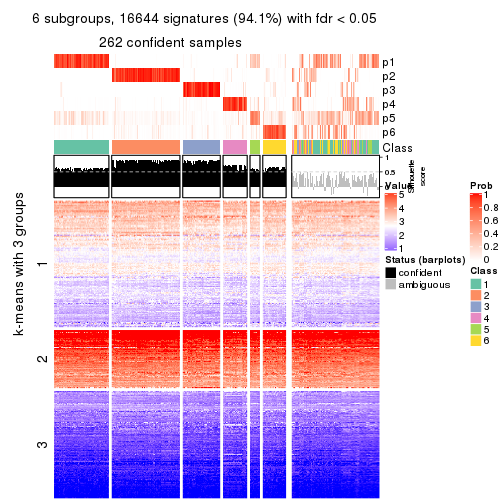 6 subgroups, 16644 signatures (94.1%) with fdr < 0.05
262 confident samples
p1
p2
p3
p4
p5
p6
Class
1
0.5
0
Silhouette
score
k-means with 3 groups
1
2
3
Value
5
4
3
2
1
Status (barplots)
confident
ambiguous
Prob
1
0.8
0.6
0.4
0.2
0
Class
1
2
3
4
5
6